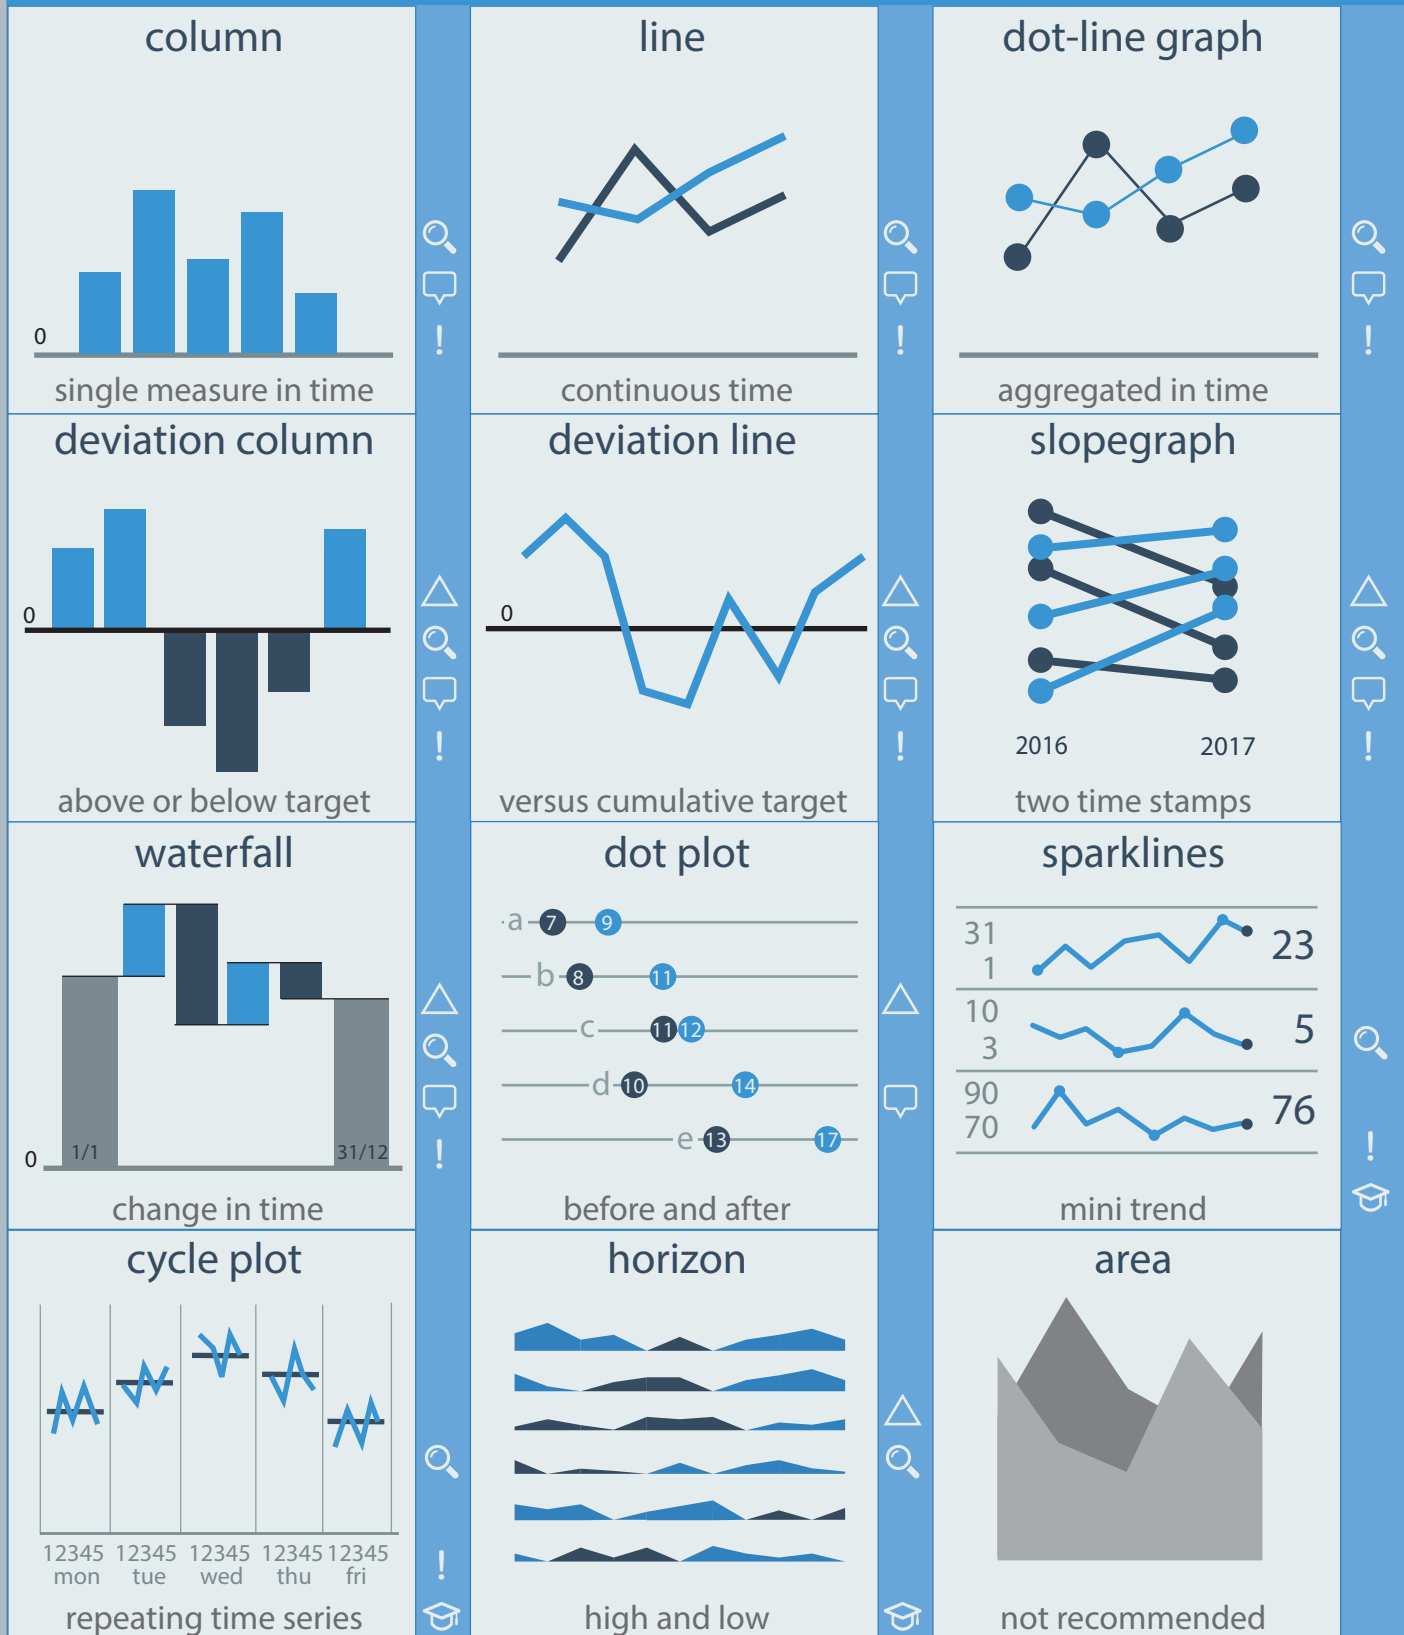 column
0
single measure in time
line
continuous time
dot-line graph
aggregated in time
deviation column
0
above or below target
deviation line
0
versus cumulative target
slopegraph
2016 2017
two time stamps
waterfall
0
1/1 31/12
change in time
dot plot
a 7 9
b 8 11
c 11 12
d 10 14
e 13 17
before and after
sparklines
31
1
23
10
3
5
90
70
76
mini trend
cycle plot
12345 12345 12345 12345 12345
mon tue wed thu fri
repeating time series
horizon
high and low
area
not recommended